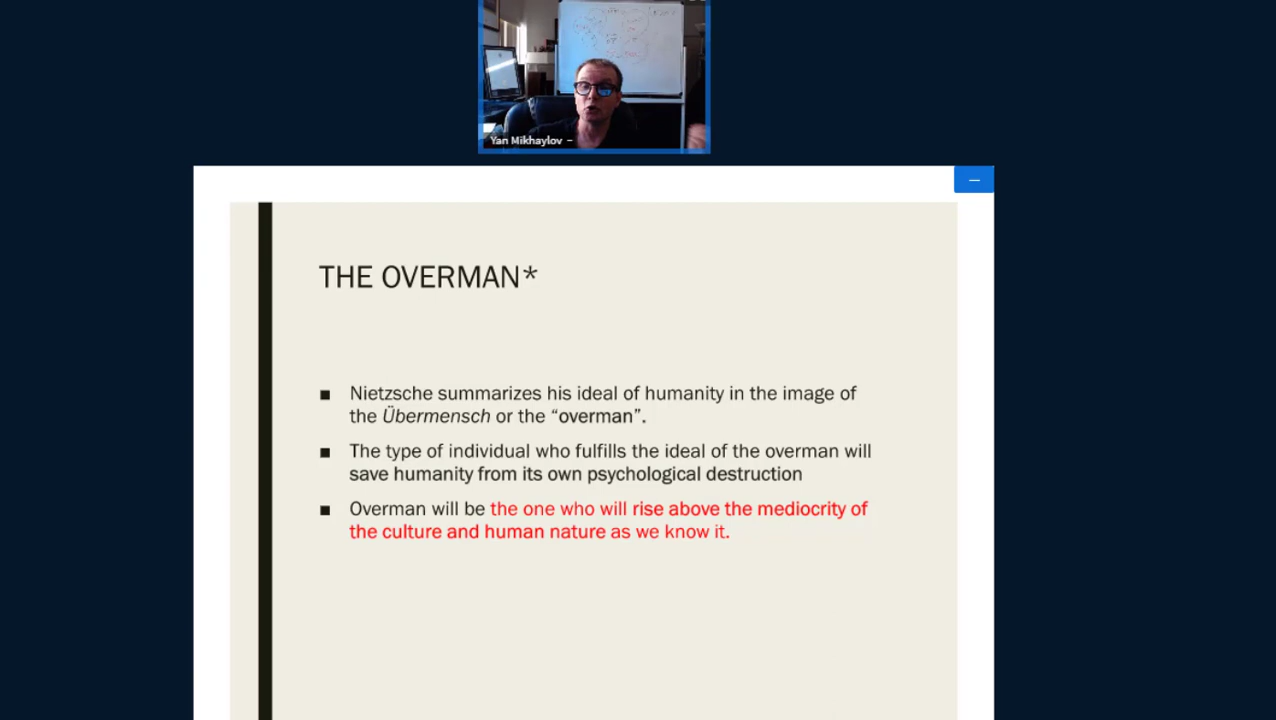 Yan Mikhaylov
THE OVERMAN*
■ Nietzsche summarizes his ideal of humanity in the image of
the Übermensch or the “overman”.
■ The type of individual who fulfills the ideal of the overman will
save humanity from its own psychological destruction
■ Overman will be the one who will rise above the mediocrity of
the culture and human nature as we know it.